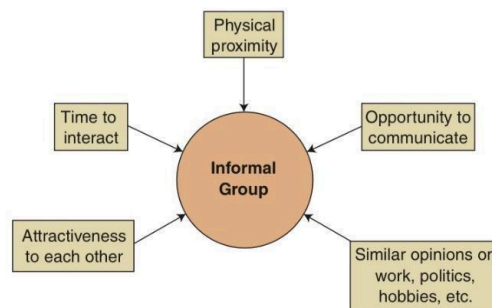 Physical
proximity
Time to
interact
Opportunity to
communicate
Informal
Group
Attractiveness
to each other
Similar opinions on
work, politics,
hobbies, etc.